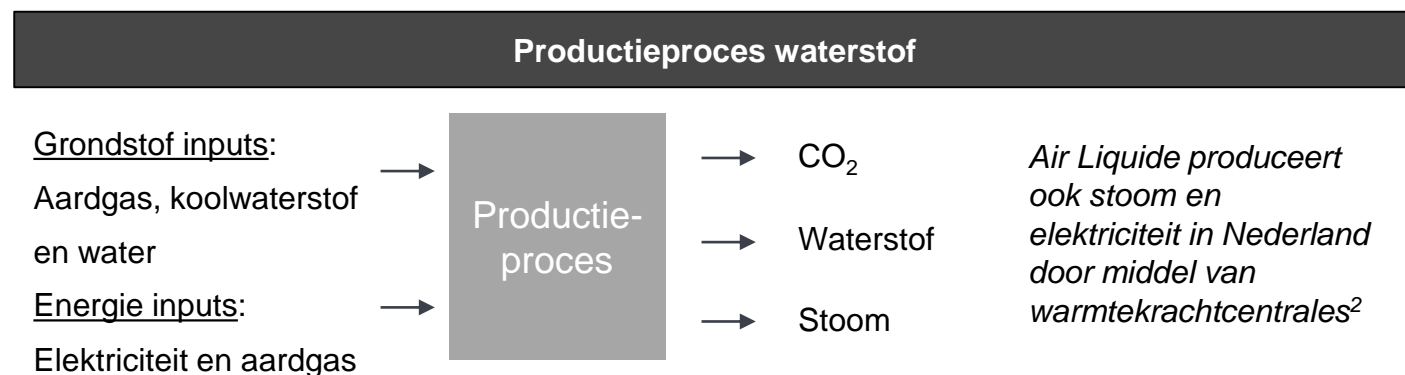 Productieproces waterstof
Grondstof inputs:
Aardgas, koolwaterstof
en water
Energie inputs:
Elektriciteit en aardgas
Productie-
proces
CO₂
Waterstof
Stoom
Air Liquide produceert
ook stoom en
elektriciteit in Nederland
door middel van
warmtekrachtcentrales²